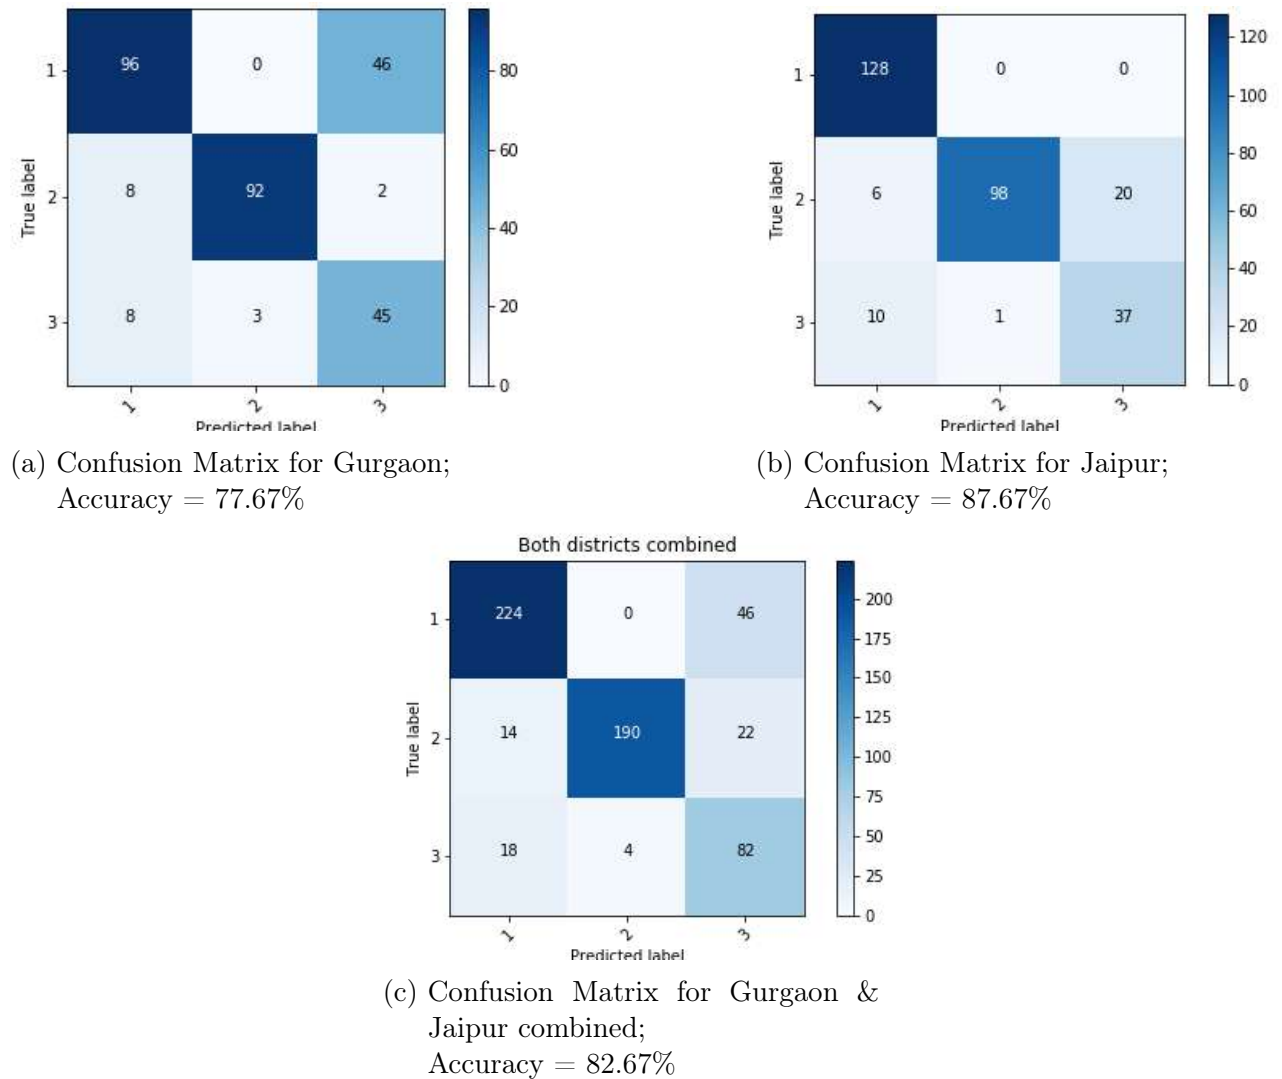 1 96 0 46 80
60
True label 2 8 92 2
40
20
3 8 3 45
0
1 2 3
Predicted label
(a) Confusion Matrix for Gurgaon;
Accuracy = 77.67%
120
1 128 0 0
100
80
True label 2 6 98 20
60
40
3 10 1 37
20
0
1 2 3
Predicted label
(b) Confusion Matrix for Jaipur;
Accuracy = 87.67%
Both districts combined
1 224 0 46 200
175
150
True label 2 14 190 22
125
100
75
3 18 4 82
50
25
0
1 2 3
Predicted label
(c) Confusion Matrix for Gurgaon &
Jaipur combined;
Accuracy = 82.67%